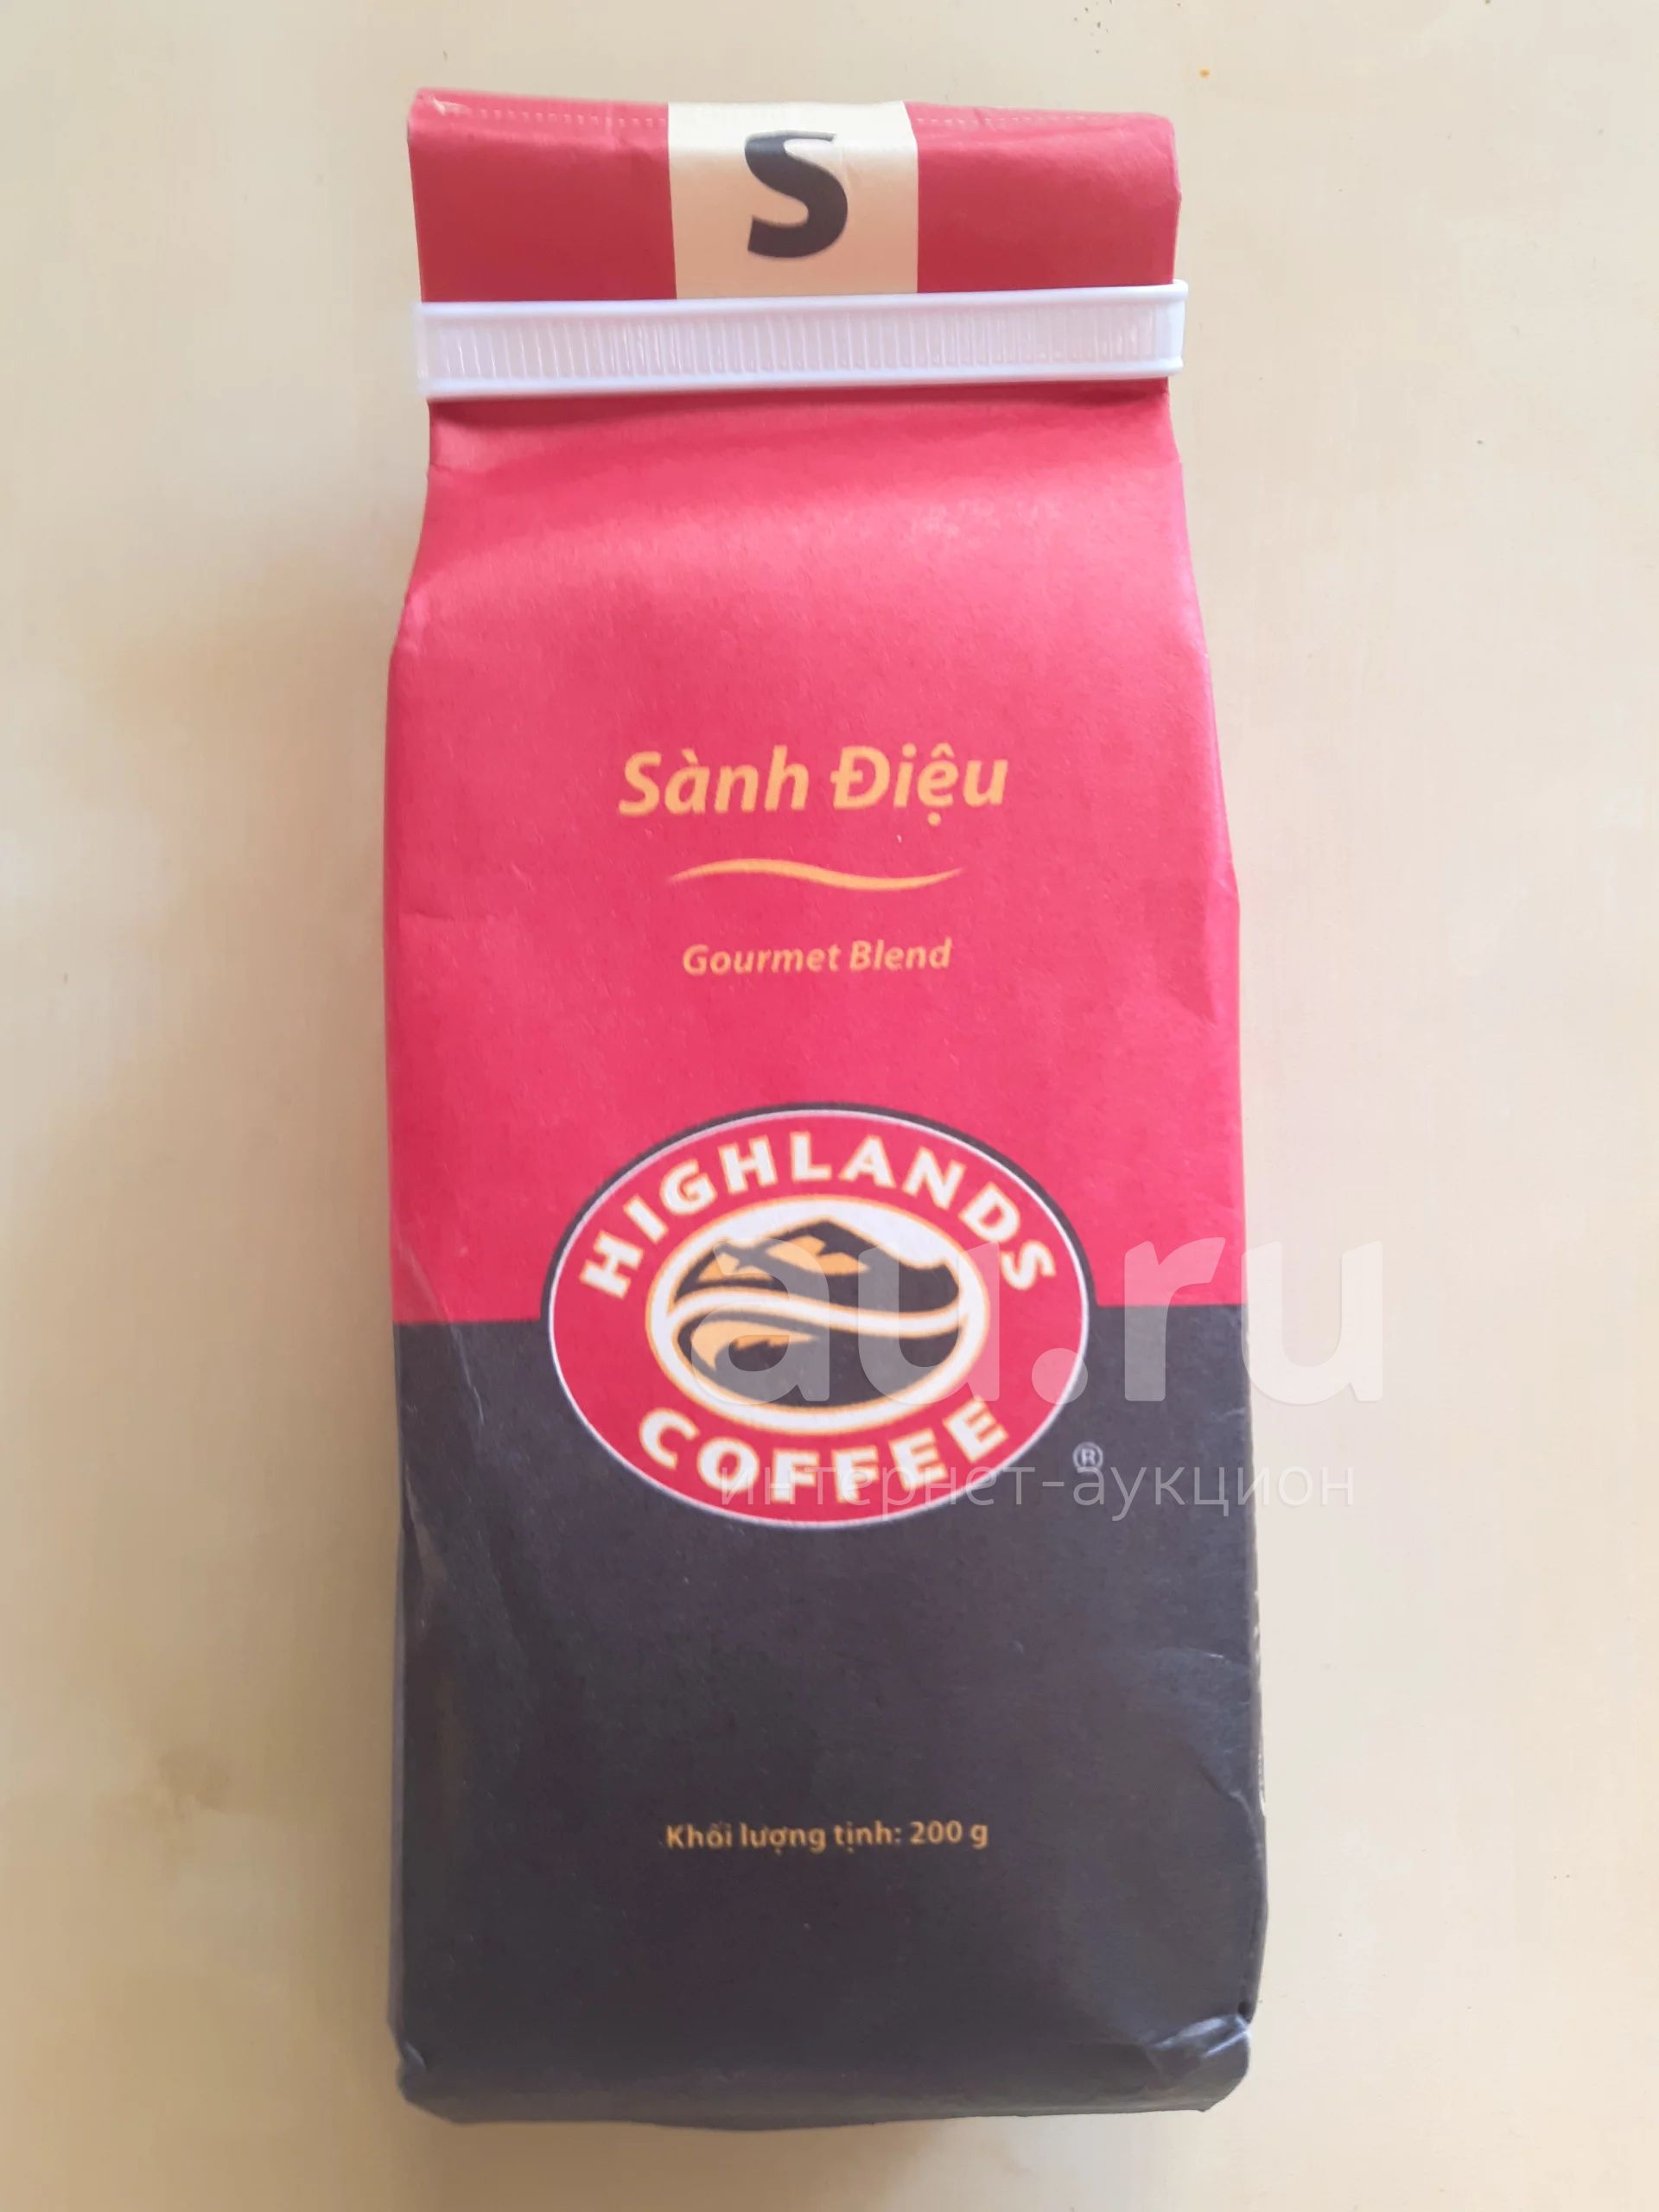 S
Sành Điệu
Gourmet Blend
HIGHLANDS
COFFEE
®
au.ru
интернет-аукцион
Khối lượng tịnh: 200 g